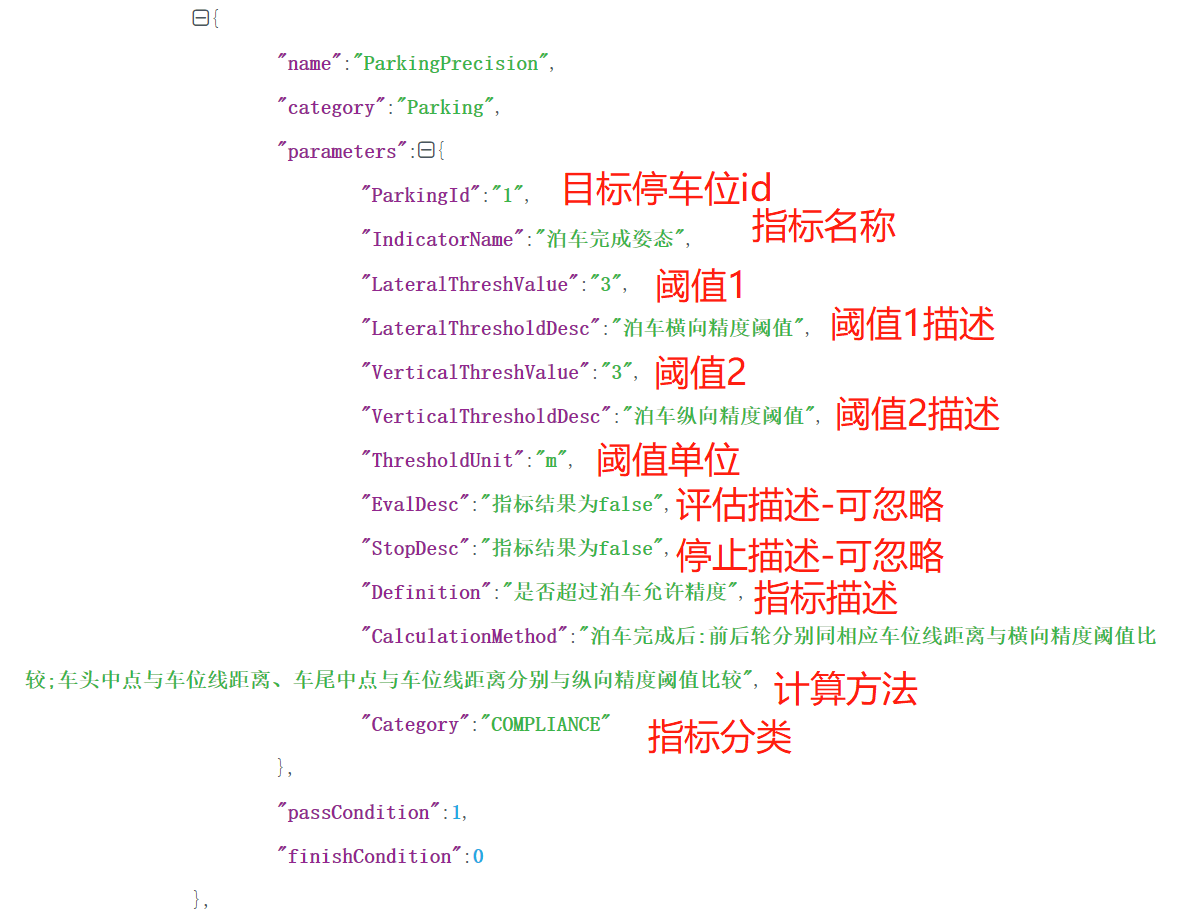 {
"name":"ParkingPrecision",
"category":"Parking",
"parameters":{
"ParkingId":"1", 目标停车位id
"IndicatorName":"泊车完成姿态", 指标名称
"LateralThreshValue":"3", 阈值1
"LateralThresholdDesc":"泊车横向精度阈值", 阈值1描述
"VerticalThreshValue":"3", 阈值2
"VerticalThresholdDesc":"泊车纵向精度阈值", 阈值2描述
"ThresholdUnit":"m", 阈值单位
"EvalDesc":"指标结果为false", 评估描述-可忽略
"StopDesc":"指标结果为false", 停止描述-可忽略
"Definition":"是否超过泊车允许精度", 指标描述
"CalculationMethod":"泊车完成后:前后轮分别同相应车位线距离与横向精度阈值比
较;车头中点与车位线距离、车尾中点与车位线距离分别与纵向精度阈值比较", 计算方法
"Category":"COMPLIANCE" 指标分类
},
"passCondition":1,
"finishCondition":0
},